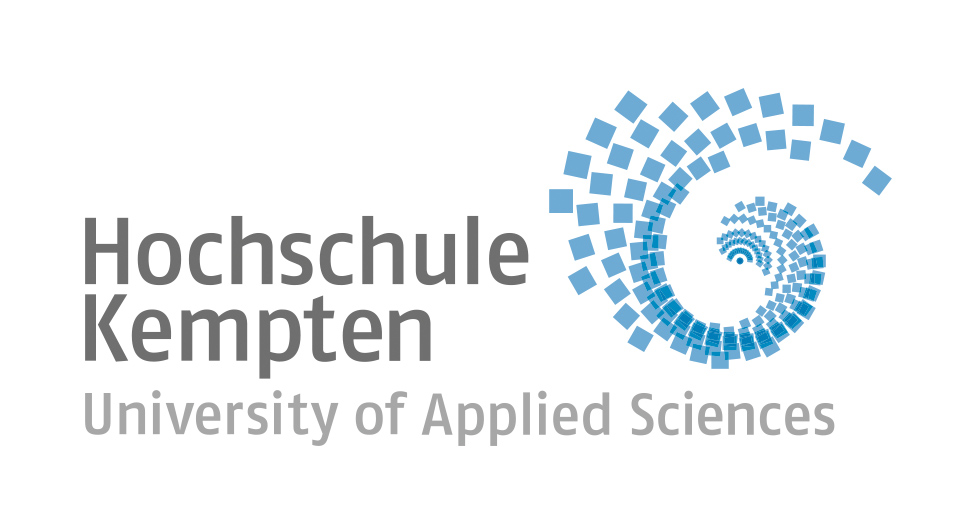 Hochschule
Kempten
University of Applied Sciences